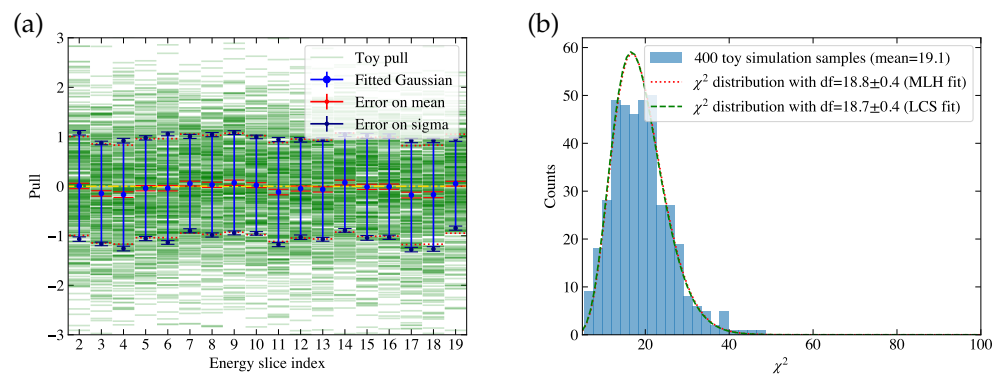 (a)
3
2
1
0
−1
−2
−3
Pull
Toy pull
Fitted Gaussian
Error on mean
Error on sigma
2 3 4 5 6 7 8 9 10 11 12 13 14 15 16 17 18 19
Energy slice index
(b)
60
50
40
30
20
10
0
Counts
400 toy simulation samples (mean=19.1)
χ² distribution with df=18.8±0.4 (MLH fit)
χ² distribution with df=18.7±0.4 (LCS fit)
20 40 60 80 100
χ²